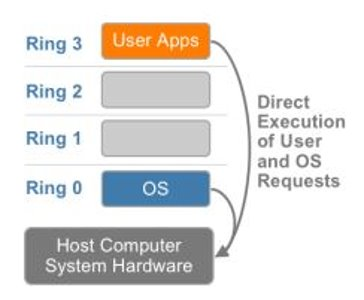 Ring 3
User Apps
Ring 2
Ring 1
Ring 0
OS
Direct
Execution
of User
and OS
Requests
Host Computer
System Hardware